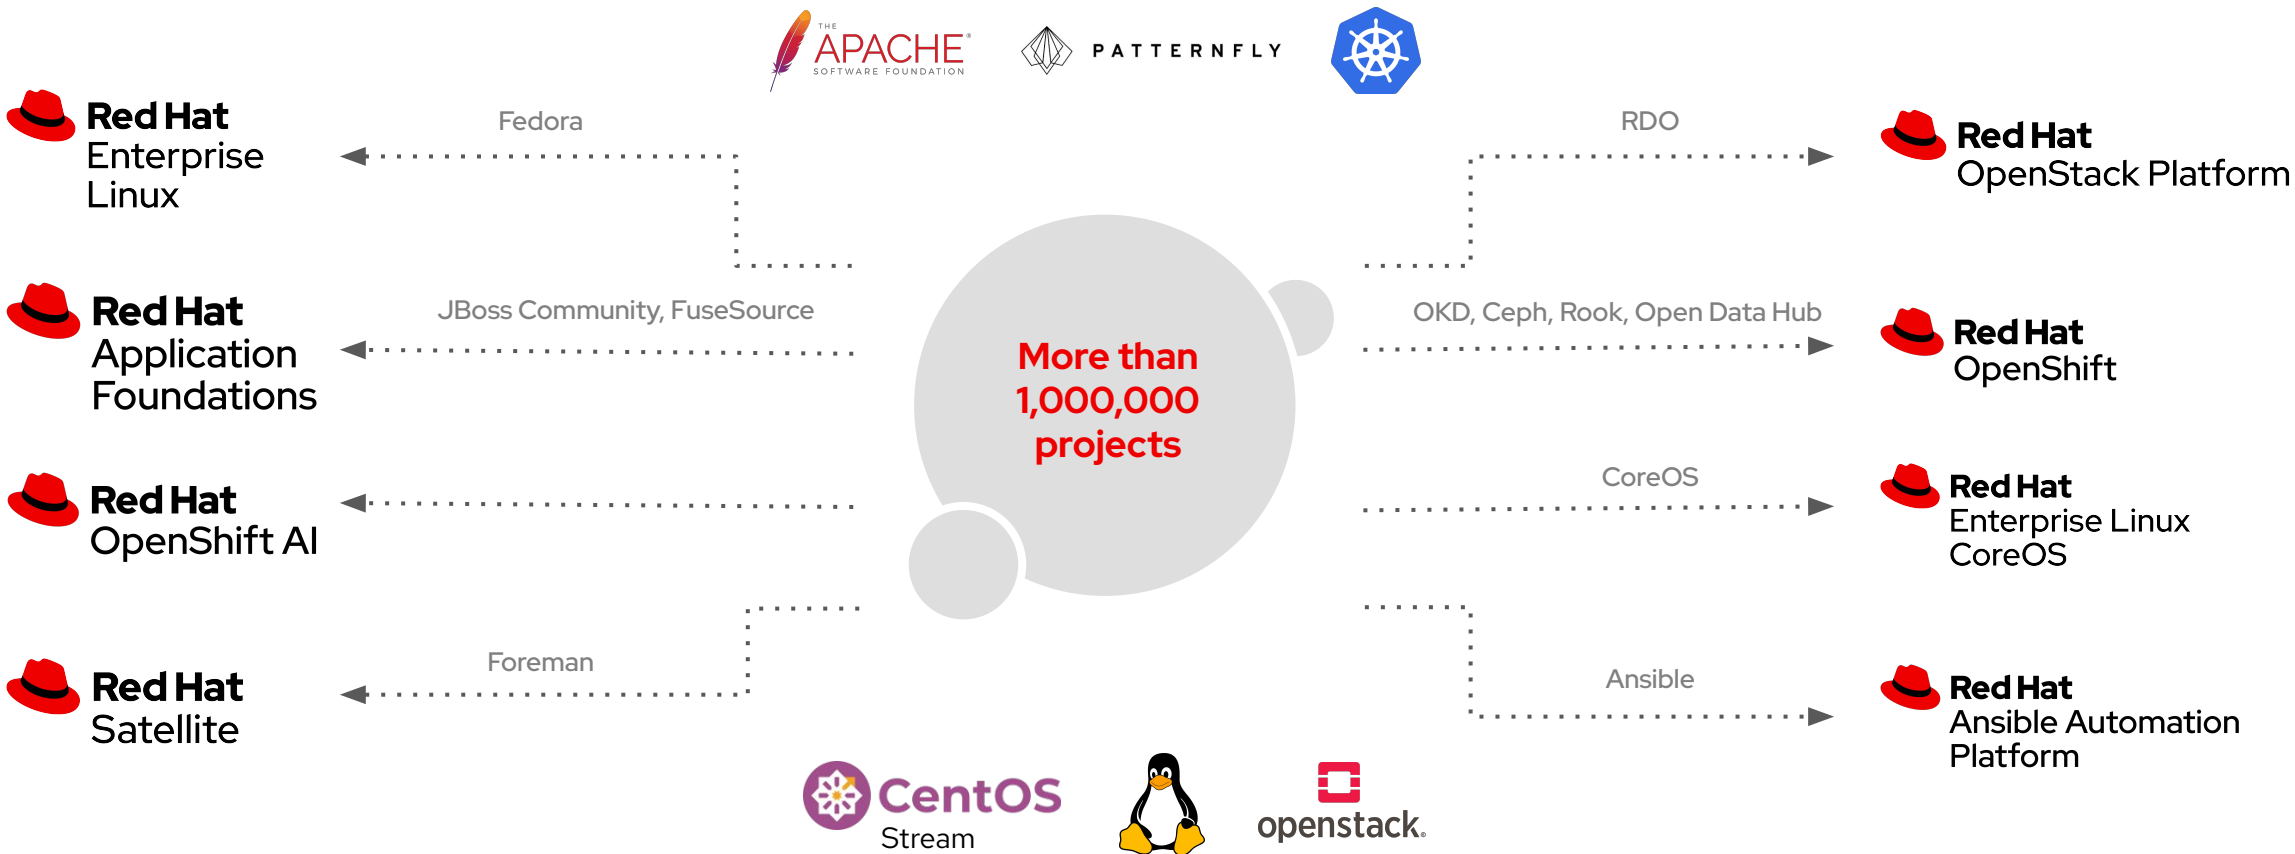 THE
APACHE®
SOFTWARE FOUNDATION
PATTERNFLY
Red Hat
Enterprise
Linux
Fedora
RDO
Red Hat
OpenStack Platform
Red Hat
Application
Foundations
JBoss Community, FuseSource
More than
1,000,000
projects
OKD, Ceph, Rook, Open Data Hub
Red Hat
OpenShift
Red Hat
OpenShift AI
CoreOS
Red Hat
Enterprise Linux
CoreOS
Red Hat
Satellite
Foreman
Ansible
Red Hat
Ansible Automation
Platform
CentOS
Stream
openstack®